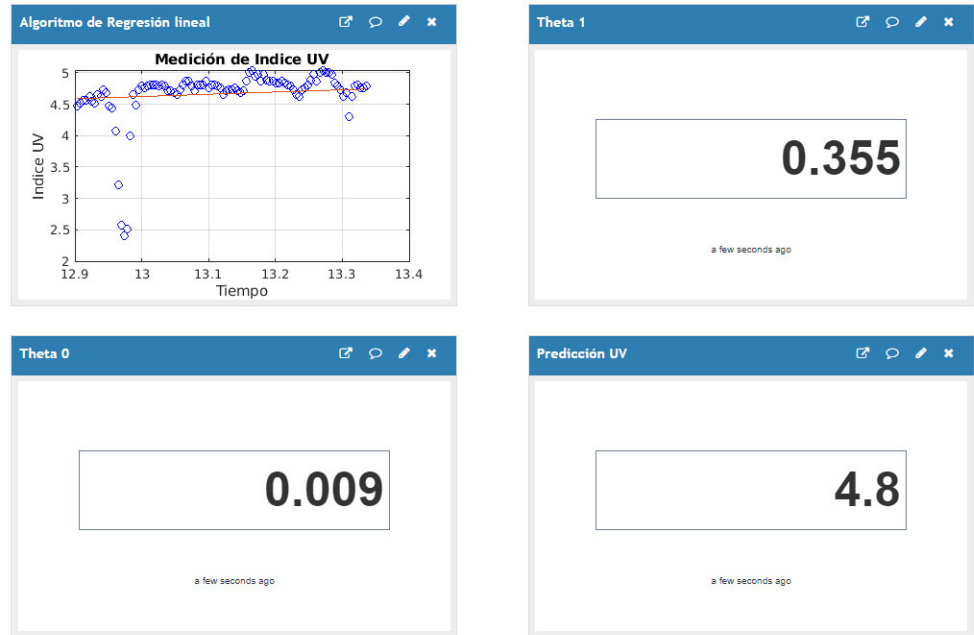 Algoritmo de Regresión lineal
Medición de Indice UV
Indice UV
5
4.5
4
3.5
3
2.5
2
12.9
13
13.1
13.2
13.3
13.4
Tiempo
Theta 1
0.355
a few seconds ago
Theta 0
0.009
a few seconds ago
Predicción UV
4.8
a few seconds ago